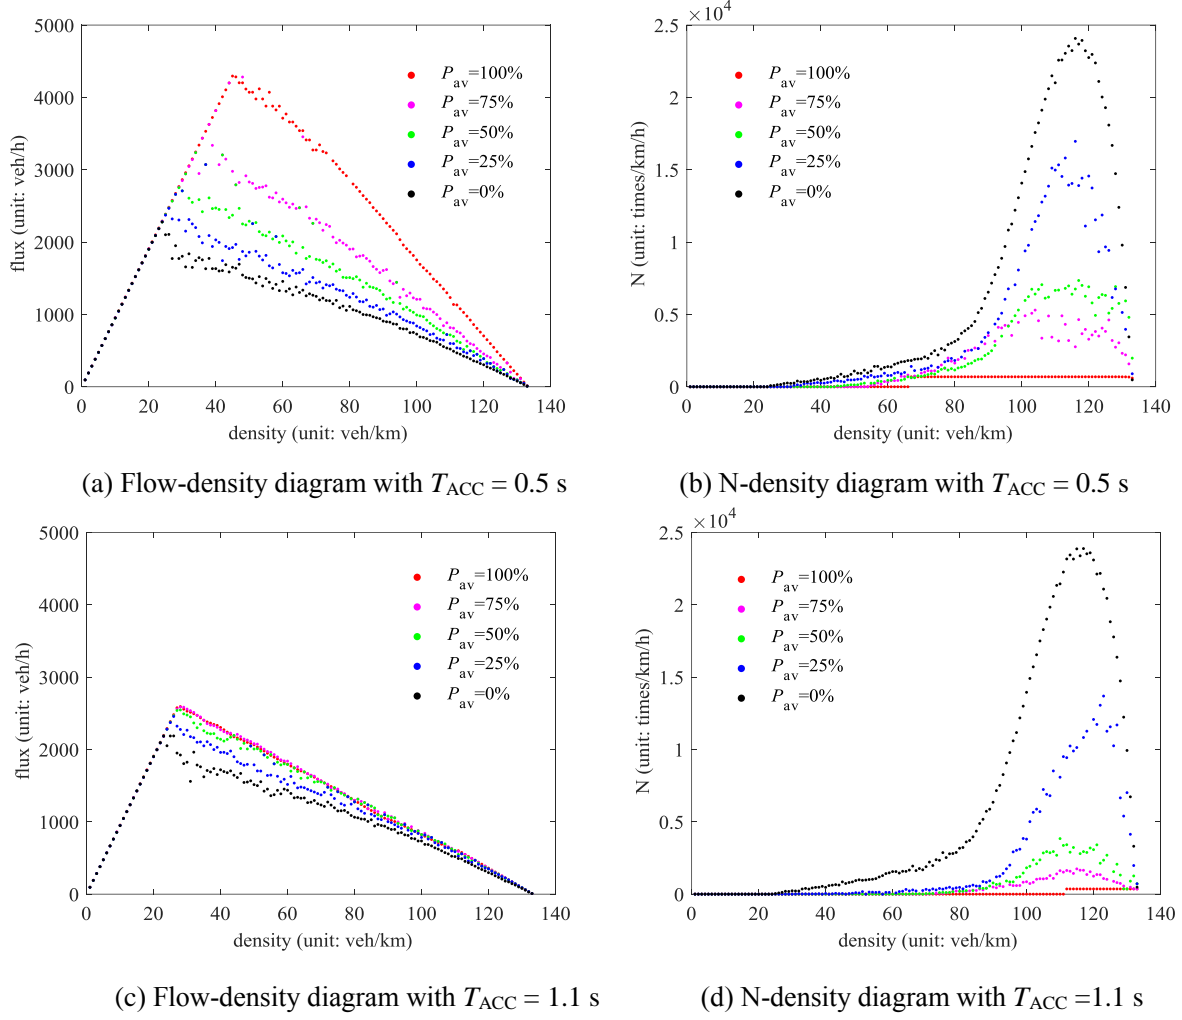 5000
4000
3000
2000
1000
0
0 20 40 60 80 100 120 140
flux (unit: veh/h)
density (unit: veh/km)
P_av=100%
P_av=75%
P_av=50%
P_av=25%
P_av=0%
×10^4
2.5
2
1.5
1
0.5
0
0 20 40 60 80 100 120 140
N (unit: times/km/h)
density (unit: veh/km)
P_av=100%
P_av=75%
P_av=50%
P_av=25%
P_av=0%
(a) Flow-density diagram with T_ACC = 0.5 s
(b) N-density diagram with T_ACC = 0.5 s
5000
4000
3000
2000
1000
0
0 20 40 60 80 100 120 140
flux (unit: veh/h)
density (unit: veh/km)
P_av=100%
P_av=75%
P_av=50%
P_av=25%
P_av=0%
×10^4
2.5
2
1.5
1
0.5
0
0 20 40 60 80 100 120 140
N (unit: times/km/h)
density (unit: veh/km)
P_av=100%
P_av=75%
P_av=50%
P_av=25%
P_av=0%
(c) Flow-density diagram with T_ACC = 1.1 s
(d) N-density diagram with T_ACC =1.1 s